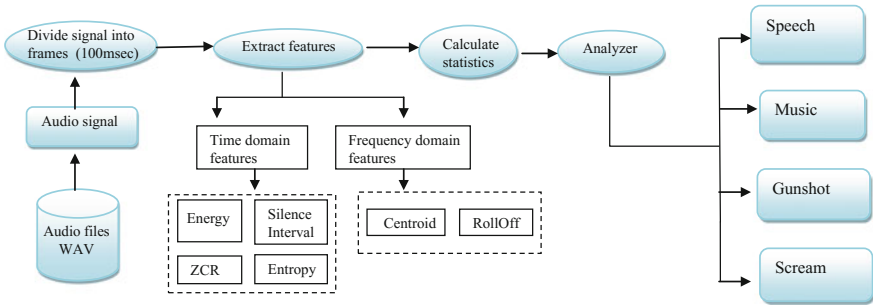 Divide signal into
frames (100msec)
Extract features
Calculate
statistics
Analyzer
Speech
Music
Gunshot
Scream
Audio signal
Audio files
WAV
Time domain
features
Frequency domain
features
Energy
Silence
Interval
ZCR
Entropy
Centroid
RollOff